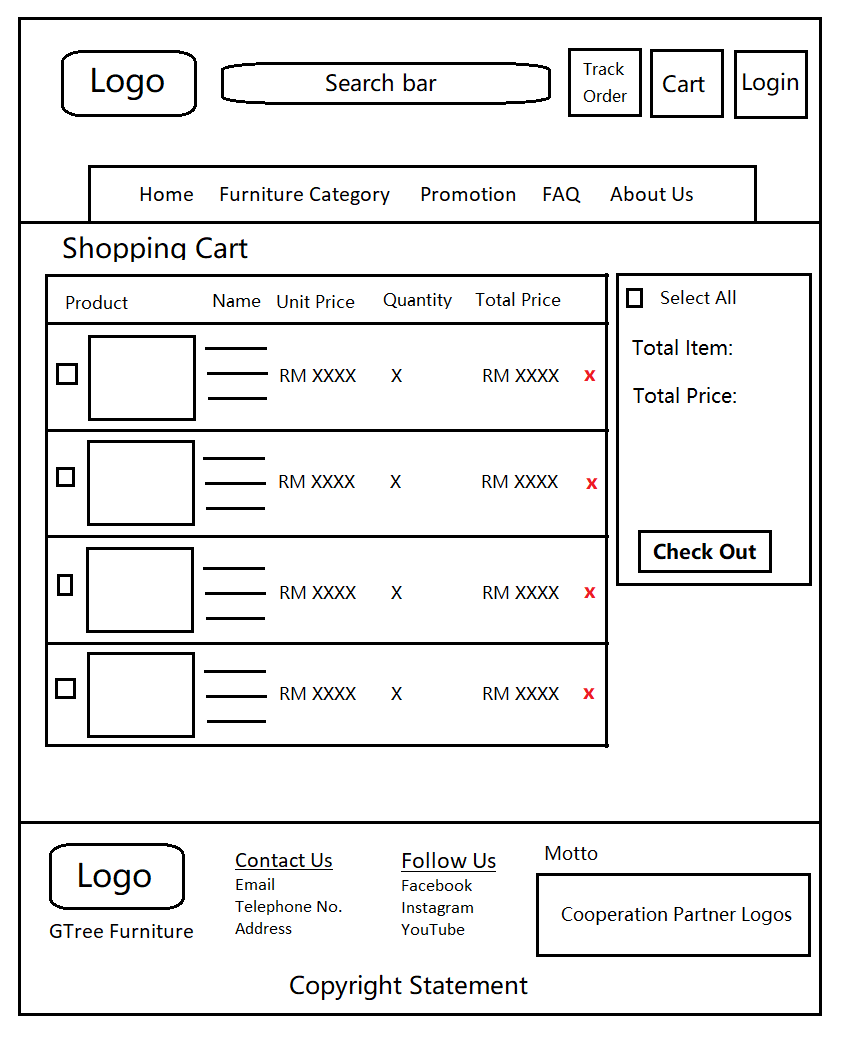 Logo
Search bar
Track
Order
Cart
Login
Home Furniture Category Promotion FAQ About Us
Shopping Cart
Product Name Unit Price Quantity Total Price
RM XXXX X RM XXXX x
RM XXXX X RM XXXX x
RM XXXX X RM XXXX x
RM XXXX X RM XXXX x
Select All
Total Item:
Total Price:
Check Out
Logo
GTree Furniture
Contact Us
Email
Telephone No.
Address
Follow Us
Facebook
Instagram
YouTube
Motto
Cooperation Partner Logos
Copyright Statement